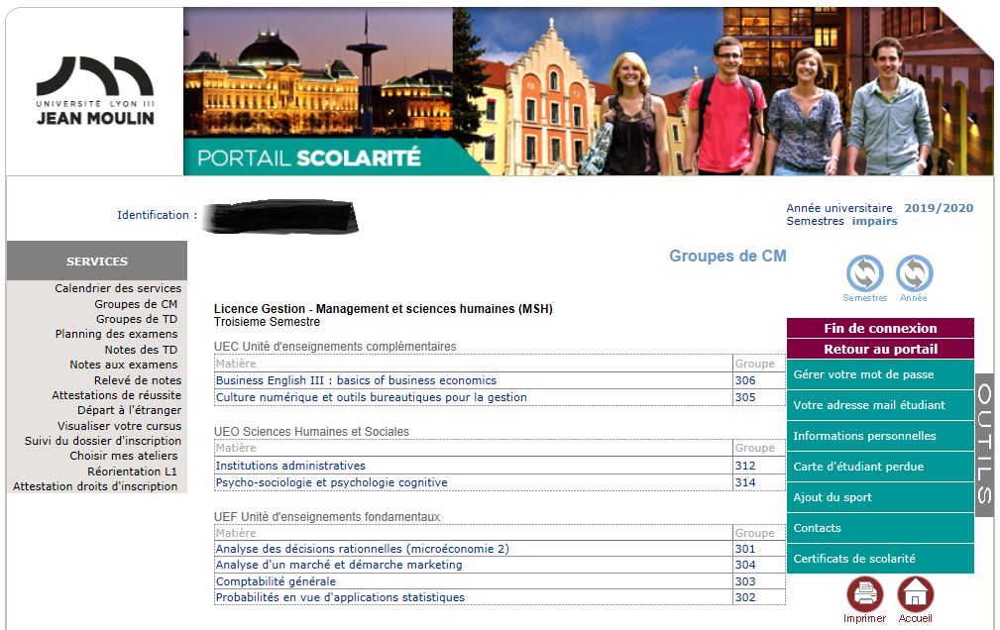 UNIVERSITÉ LYON III
JEAN MOULIN
PORTAIL SCOLARITÉ
Identification :
Année universitaire 2019/2020
Semestres impairs
SERVICES
Calendrier des services
Groupes de CM
Groupes de TD
Planning des examens
Notes des TD
Notes aux examens
Relevé de notes
Attestations de réussite
Départ à l'étranger
Visualiser votre cursus
Suivi du dossier d'inscription
Choisir mes ateliers
Réorientation L1
Attestation droits d'inscription
Groupes de CM
Semestres Année
Licence Gestion - Management et sciences humaines (MSH)
Troisieme Semestre
UEC Unité d'enseignements complémentaires
Matière Groupe
Business English III : basics of business economics 306
Culture numérique et outils bureautiques pour la gestion 305
UEO Sciences Humaines et Sociales
Matière Groupe
Institutions administratives 312
Psycho-sociologie et psychologie cognitive 314
UEF Unité d'enseignements fondamentaux
Matière Groupe
Analyse des décisions rationnelles (microéconomie 2) 301
Analyse d'un marché et démarche marketing 304
Comptabilité générale 303
Probabilités en vue d'applications statistiques 302
Fin de connexion
Retour au portail
Gérer votre mot de passe
Votre adresse mail étudiant
Informations personnelles
Carte d'étudiant perdue
Ajout du sport
Contacts
Certificats de scolarité
OUTILS
Imprimer Accueil